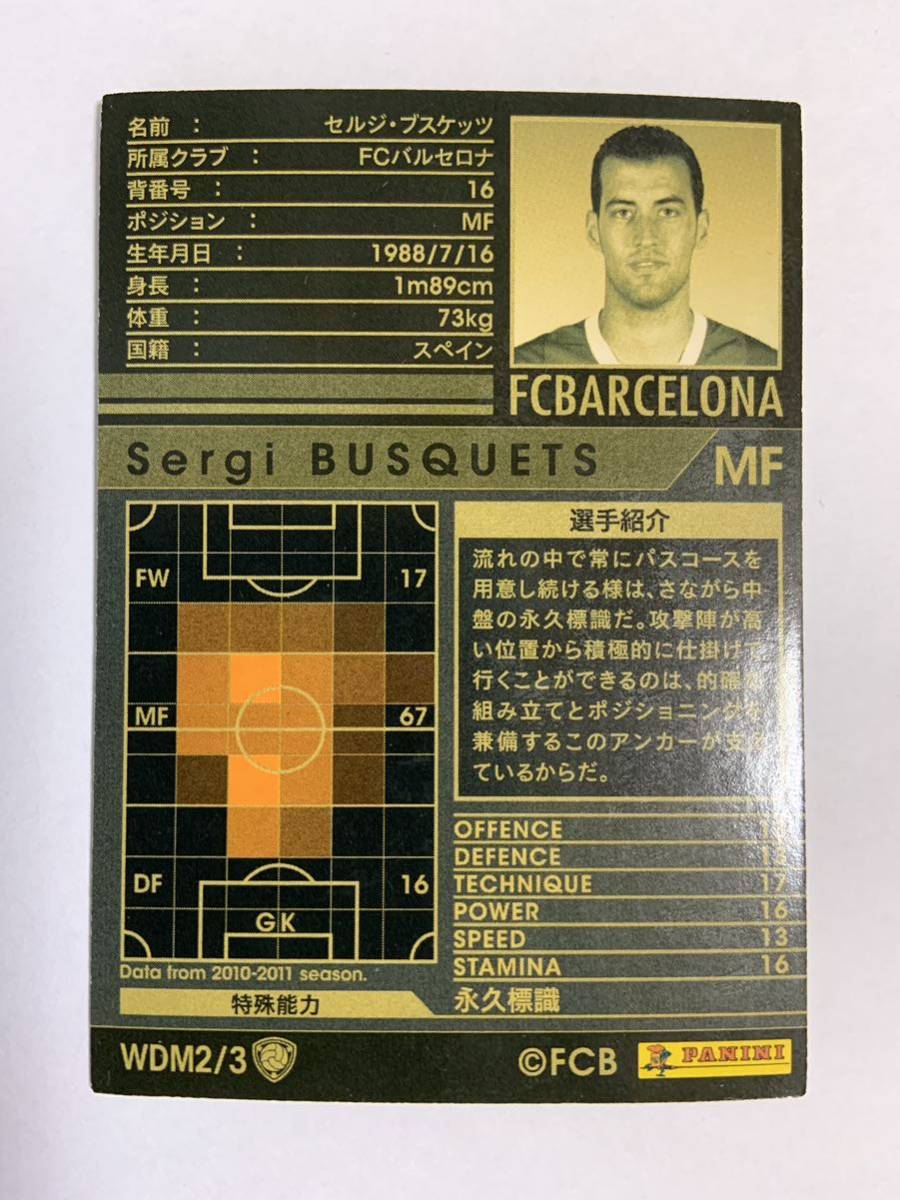 名前 : セルジ・ブスケッツ
所属クラブ : FCバルセロナ
背番号 : 16
ポジション : MF
生年月日 : 1988/7/16
身長 : 1m89cm
体重 : 73kg
国籍 : スペイン
FCBARCELONA
Sergi BUSQUETS
MF
FW 17
MF 67
DF 16
GK
Data from 2010-2011 season.
選手紹介
流れの中で常にパスコースを
用意し続ける様は、さながら中
盤の永久標識だ。攻撃陣が高
い位置から積極的に仕掛けて
行くことができるのは、的確な
組み立てとポジショニングを
兼備するこのアンカーが支え
ているからだ。
OFFENCE
DEFENCE
TECHNIQUE 17
POWER 16
SPEED 13
STAMINA 16
特殊能力
永久標識
WDM2/3
©FCB
PANINI